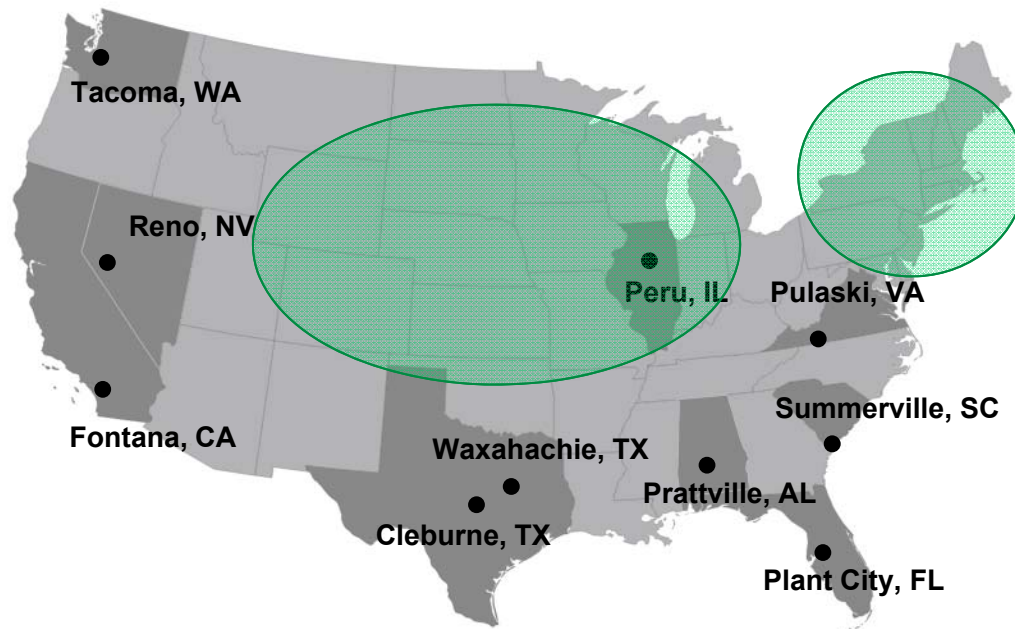 Tacoma, WA
Reno, NV
Peru, IL
Pulaski, VA
Summerville, SC
Fontana, CA
Waxahachie, TX
Prattville, AL
Cleburne, TX
Plant City, FL